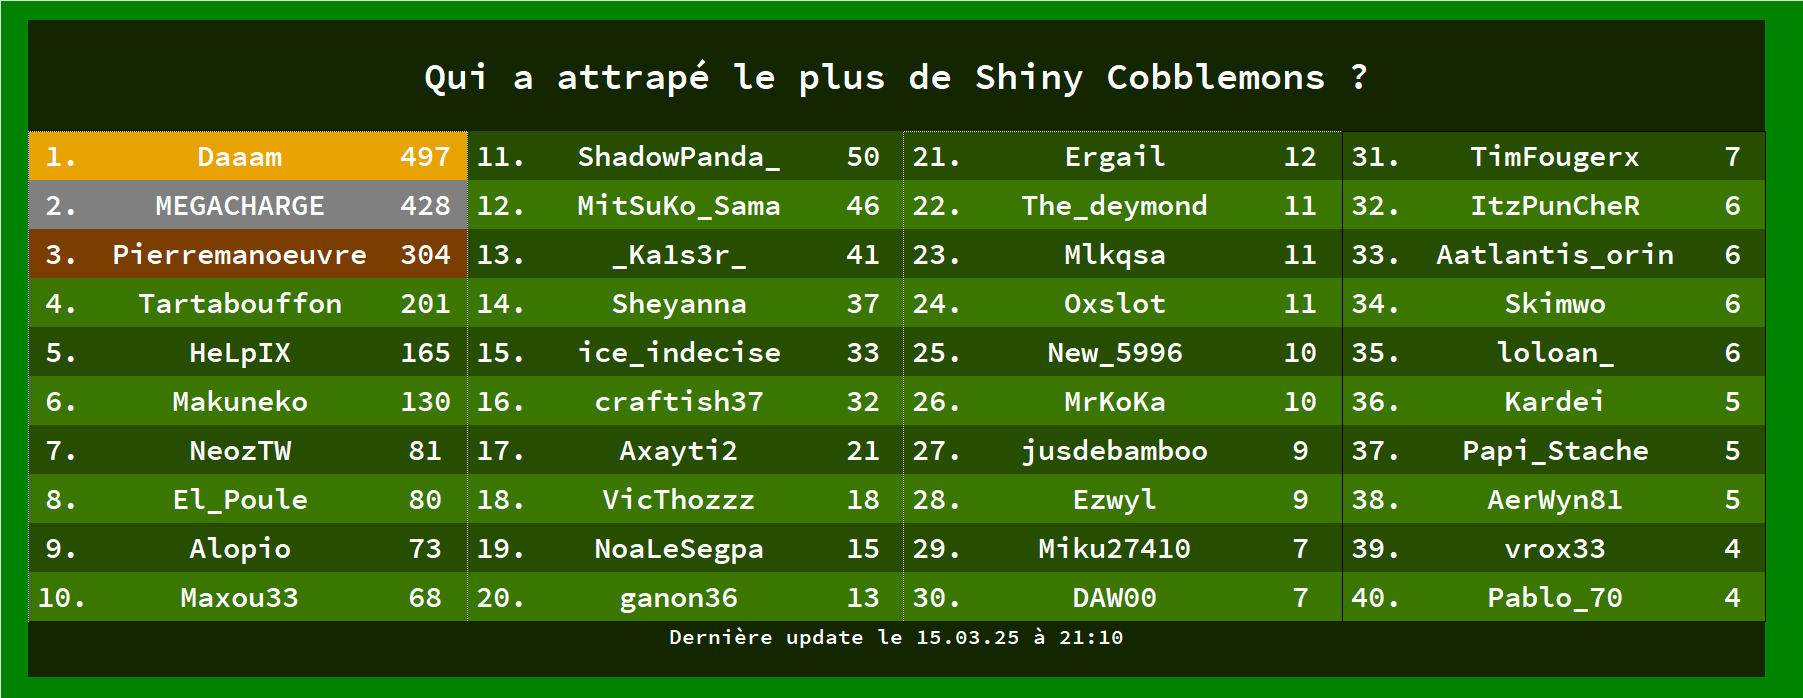 Qui a attrapé le plus de Shiny Cobblemons ?
1. Daaam 497
2. MEGACHARGE 428
3. Pierremanoeuvre 304
4. Tartabouffon 201
5. HeLpIX 165
6. Makuneko 130
7. NeozTW 81
8. El_Poule 80
9. Alopio 73
10. Maxou33 68
11. ShadowPanda_ 50
12. MitSuKo_Sama 46
13. _Ka1s3r_ 41
14. Sheyanna 37
15. ice_indecise 33
16. craftish37 32
17. Axayti2 21
18. VicThozzz 18
19. NoaLeSegpa 15
20. ganon36 13
21. Ergail 12
22. The_deymond 11
23. Mlkqsa 11
24. Oxslot 11
25. New_5996 10
26. MrKoKa 10
27. jusdebamboo 9
28. Ezwyl 9
29. Miku27410 7
30. DAW00 7
31. TimFougerx 7
32. ItzPunCheR 6
33. Aatlantis_orin 6
34. Skimwo 6
35. loloan_ 6
36. Kardei 5
37. Papi_Stache 5
38. AerWyn81 5
39. vrox33 4
40. Pablo_70 4
Dernière update le 15.03.25 à 21:10